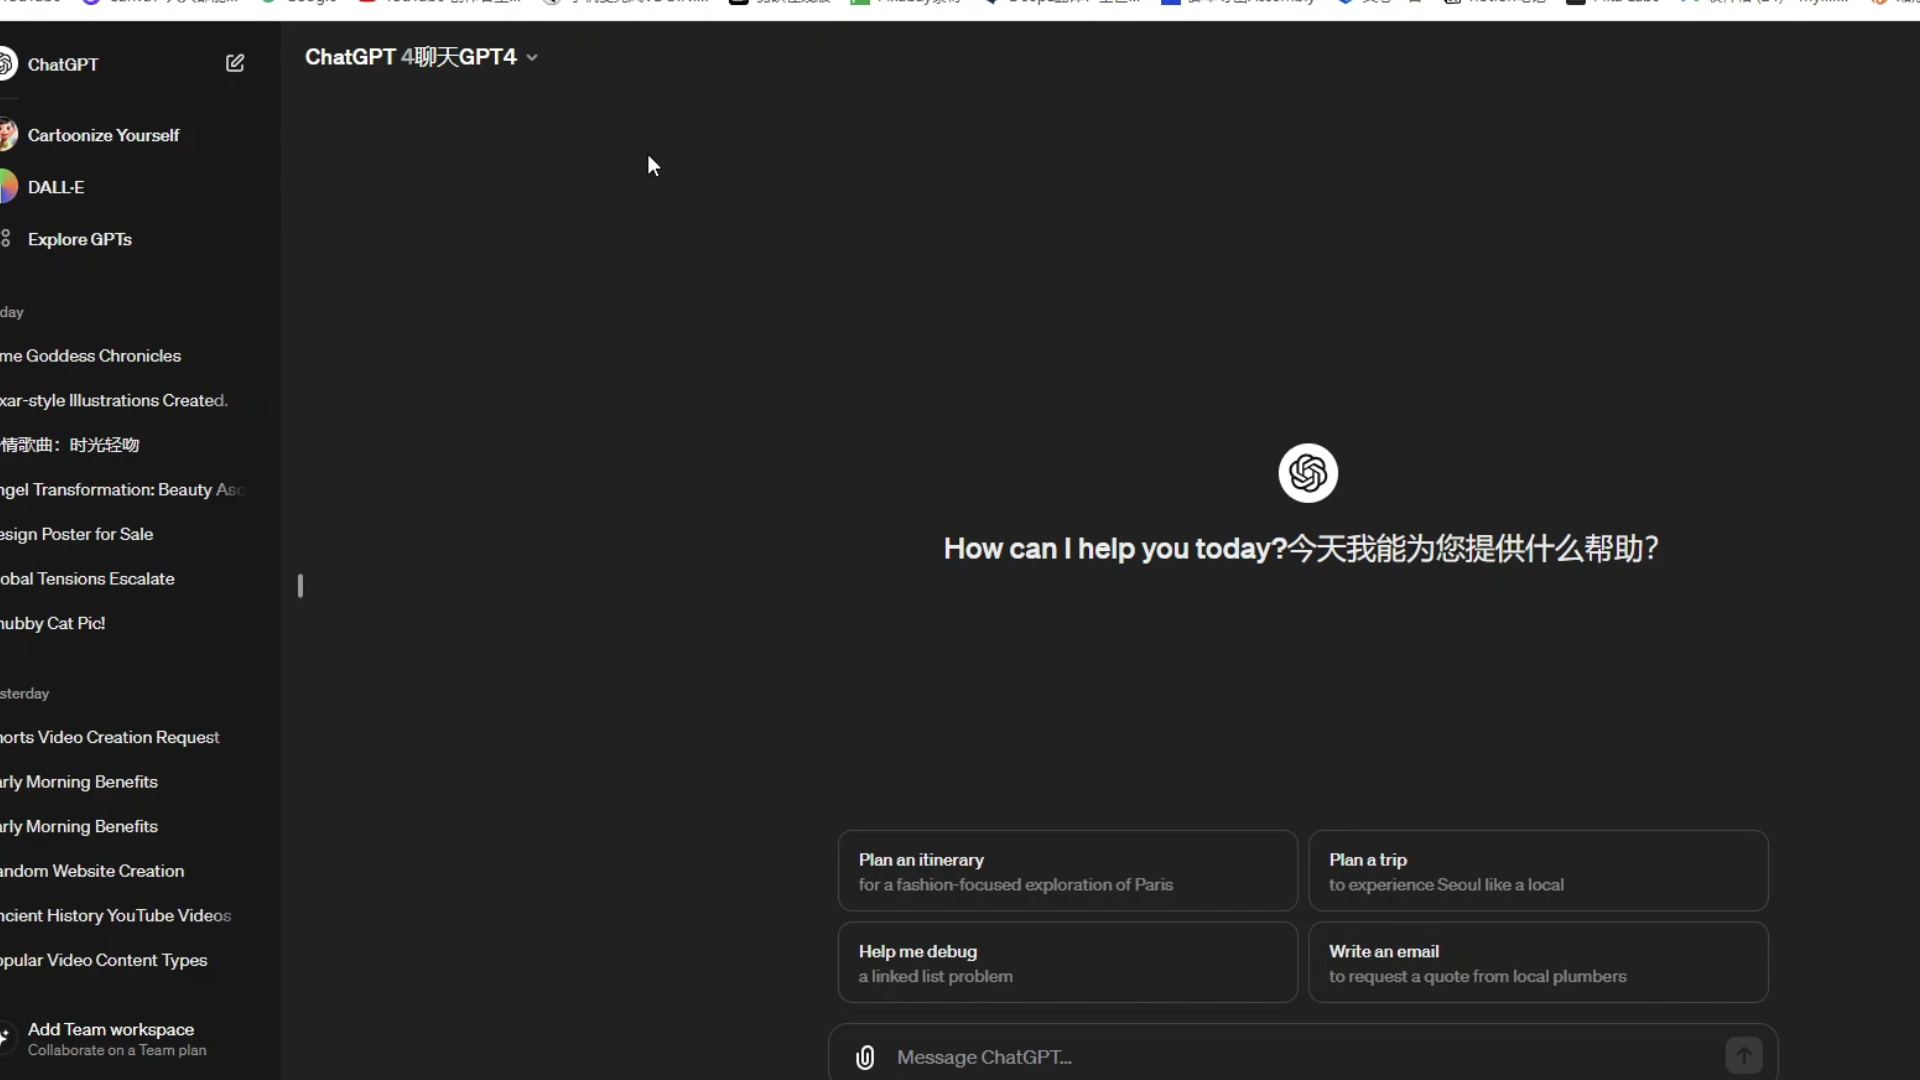 ChatGPT
ChatGPT 4聊天GPT4
Cartoonize Yourself
DALL·E
Explore GPTs
day
me Goddess Chronicles
xar-style Illustrations Created.
情歌曲：时光轻吻
ngel Transformation: Beauty Asc
esign Poster for Sale
obal Tensions Escalate
hubby Cat Pic!
sterday
horts Video Creation Request
arly Morning Benefits
arly Morning Benefits
andom Website Creation
ncient History YouTube Videos
opular Video Content Types
Add Team workspace
Collaborate on a Team plan
How can I help you today?今天我能为您提供什么帮助？
Plan an itinerary
for a fashion-focused exploration of Paris
Plan a trip
to experience Seoul like a local
Help me debug
a linked list problem
Write an email
to request a quote from local plumbers
Message ChatGPT...